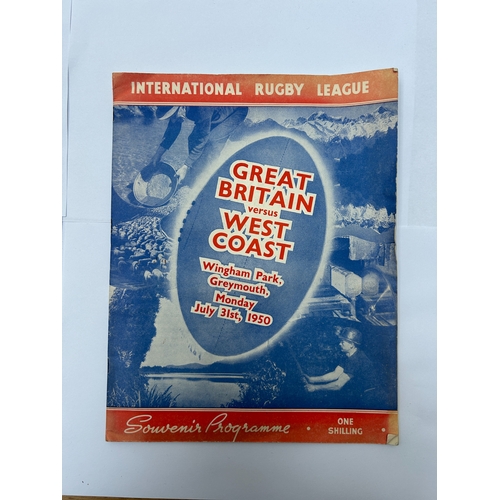 INTERNATIONAL RUGBY LEAGUE
GREAT
BRITAIN
versus
WEST
COAST
Wingham Park,
Greymouth,
Monday
July 31st, 1950
Souvenir Programme
• ONE •
SHILLING